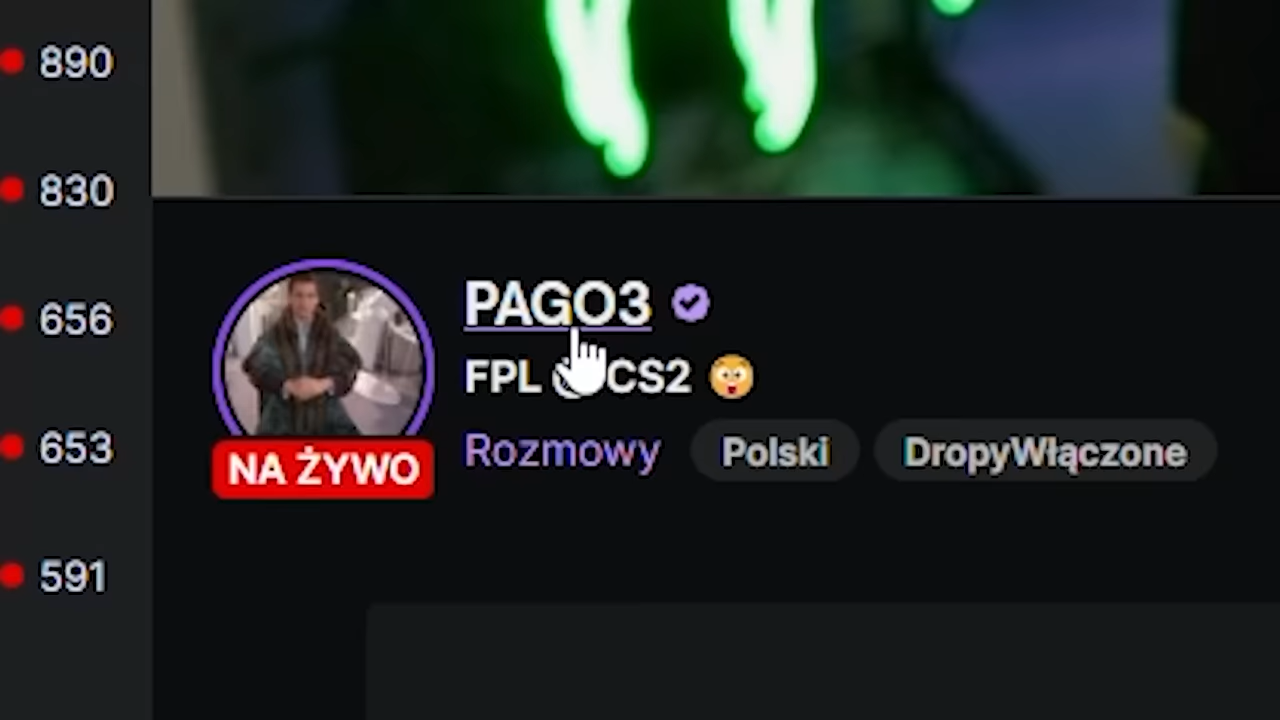 890
830
656
653
591
PAGO3
FPL CS2 😳
NA ŻYWO
Rozmowy
Polski
DropyWłączone